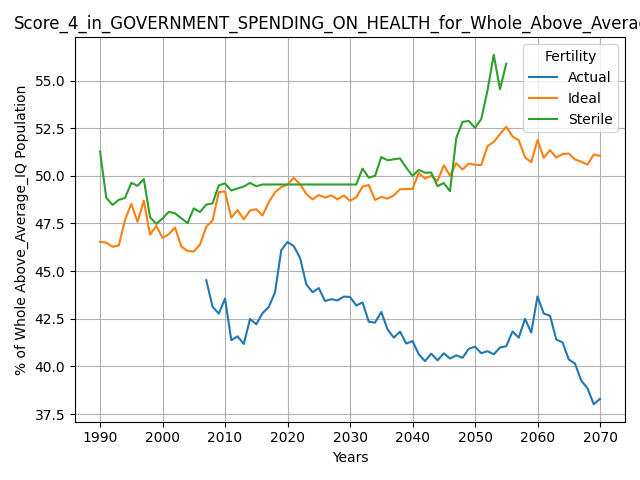 Score_4_in_GOVERNMENT_SPENDING_ON_HEALTH_for_Whole_Above_Avera
% of Whole Above_Average_IQ Population
55.0
52.5
50.0
47.5
45.0
42.5
40.0
37.5
Fertility
Actual
Ideal
Sterile
1990 2000 2010 2020 2030 2040 2050 2060 2070
Years